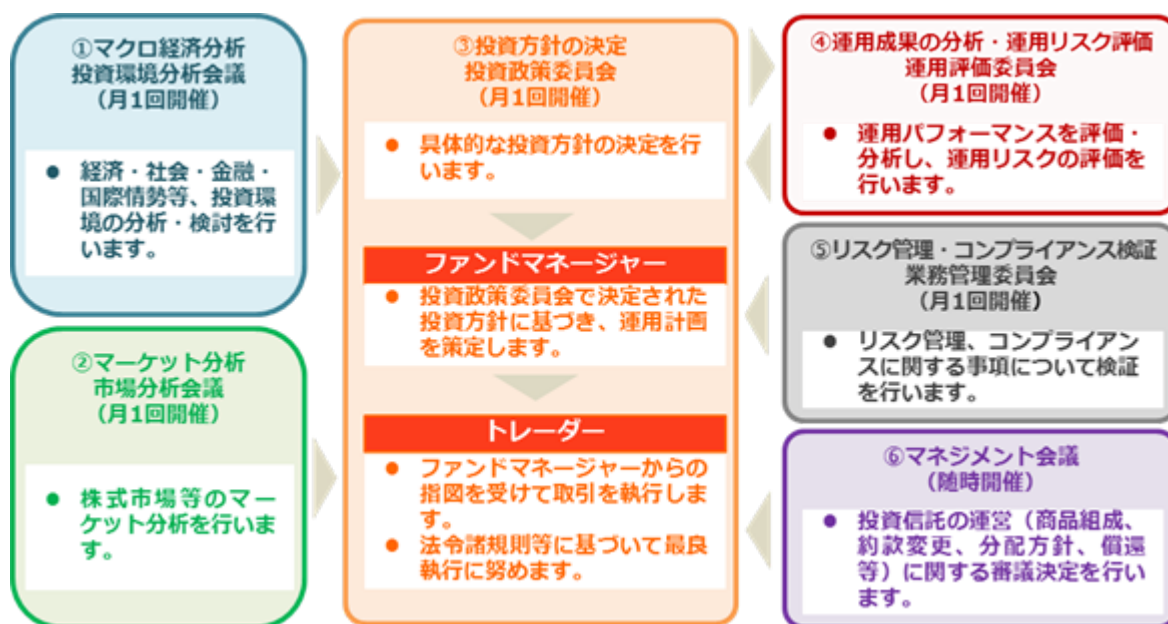 ①マクロ経済分析
投資環境分析会議
(月1回開催)
● 経済・社会・金融・
国際情勢等、投資環
境の分析・検討を行
います。
②マーケット分析
市場分析会議
(月1回開催)
● 株式市場等のマー
ケット分析を行いま
す。
③投資方針の決定
投資政策委員会
(月1回開催)
● 具体的な投資方針の決定を行
います。
ファンドマネージャー
● 投資政策委員会で決定された
投資方針に基づき、運用計画
を策定します。
トレーダー
● ファンドマネージャーからの
指図を受けて取引を執行しま
す。
● 法令諸規則等に基づいて最良
執行に努めます。
④運用成果の分析・運用リスク評価
運用評価委員会
(月1回開催)
● 運用パフォーマンスを評価・
分析し、運用リスクの評価を
行います。
⑤リスク管理・コンプライアンス検証
業務管理委員会
(月1回開催)
● リスク管理、コンプライアン
スに関する事項について検証
を行います。
⑥マネジメント会議
(随時開催)
● 投資信託の運営(商品組成、
約款変更、分配方針、償還
等)に関する審議決定を行い
ます。